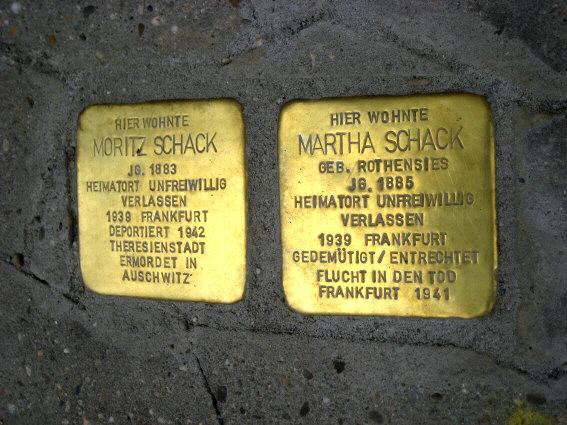 HIER WOHNTE
MORITZ SCHACK
JG. 1883
HEIMATORT UNFREIWILLIG
VERLASSEN
1939 FRANKFURT
DEPORTIERT 1942
THERESIENSTADT
ERMORDET IN
AUSCHWITZ
HIER WOHNTE
MARTHA SCHACK
GEB. ROTHENSIES
JG. 1885
HEIMATORT UNFREIWILLIG
VERLASSEN
1939 FRANKFURT
GEDEMÜTIGT/ENTRECHTET
FLUCHT IN DEN TOD
FRANKFURT 1941